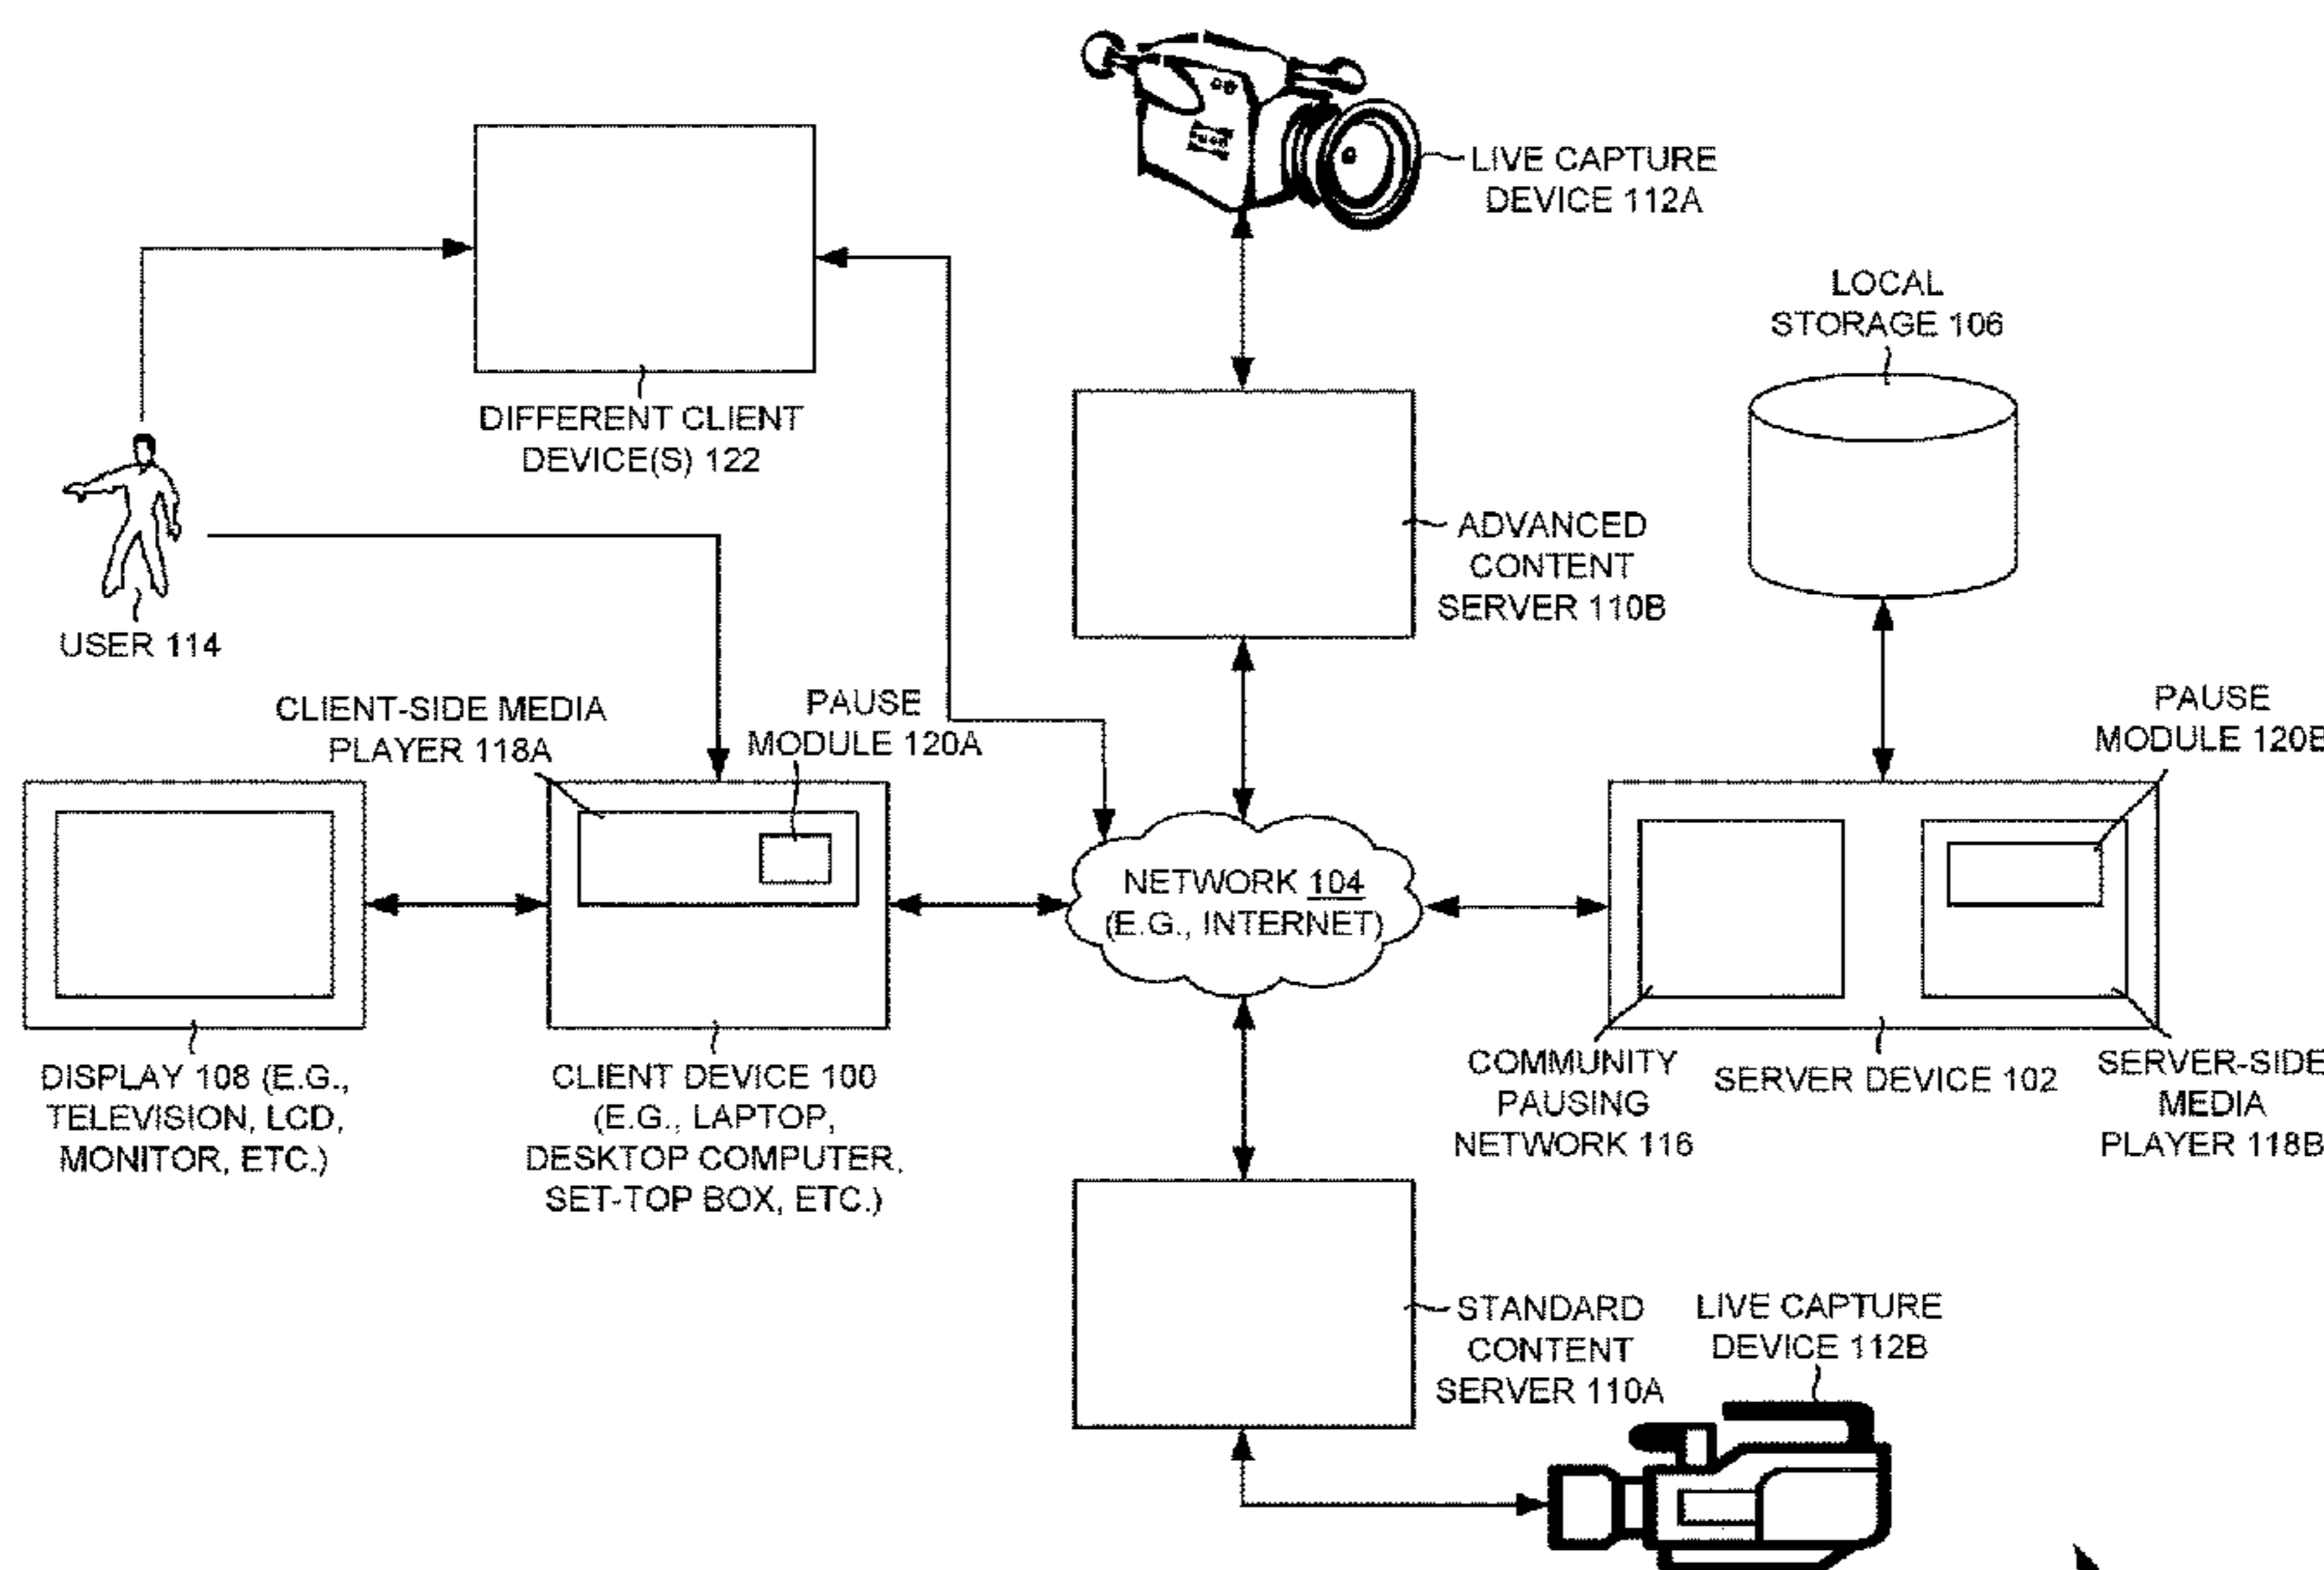 LIVE CAPTURE
DEVICE 112A
LOCAL
STORAGE 106
DIFFERENT CLIENT
DEVICE(S) 122
ADVANCED
CONTENT
SERVER 110B
USER 114
CLIENT-SIDE MEDIA
PLAYER 118A
PAUSE
MODULE 120A
PAUSE
MODULE 120B
NETWORK 104
(E.G., INTERNET)
DISPLAY 108 (E.G.,
TELEVISION, LCD,
MONITOR, ETC.)
CLIENT DEVICE 100
(E.G., LAPTOP,
DESKTOP COMPUTER,
SET-TOP BOX, ETC.)
COMMUNITY
PAUSING
NETWORK 116
SERVER DEVICE 102
SERVER-SIDE
MEDIA
PLAYER 118B
STANDARD
CONTENT
SERVER 110A
LIVE CAPTURE
DEVICE 112B